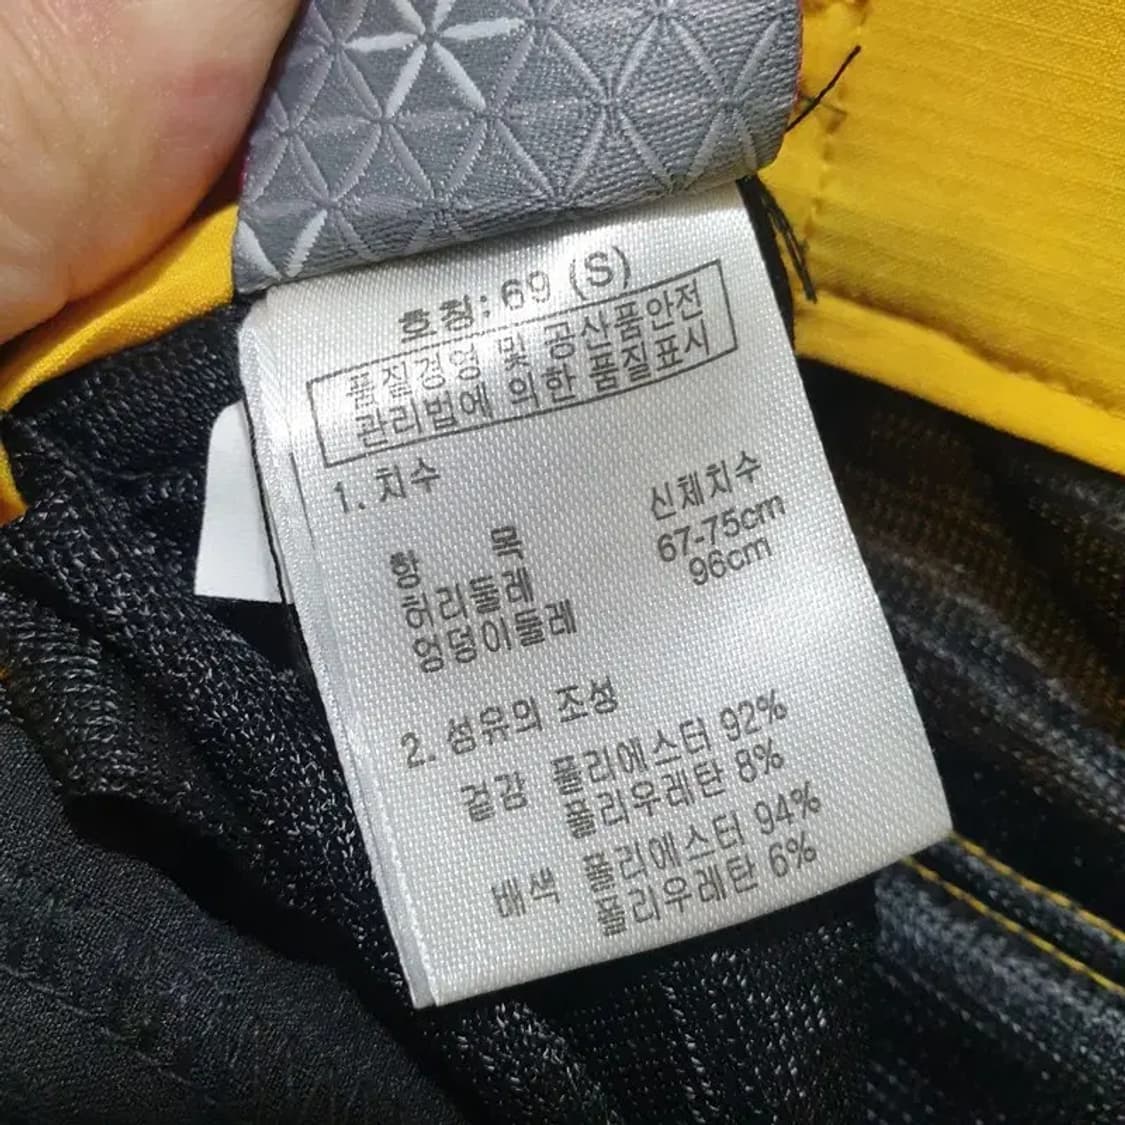 호칭: 69 (S)
품질경영 및 공산품안전
관리법에 의한 품질표시
1. 치수
항 목 신체치수
허리둘레 67-75cm
엉덩이둘레 96cm
2. 섬유의 조성
겉감 폴리에스터 92%
폴리우레탄 8%
배색 폴리에스터 94%
폴리우레탄 6%